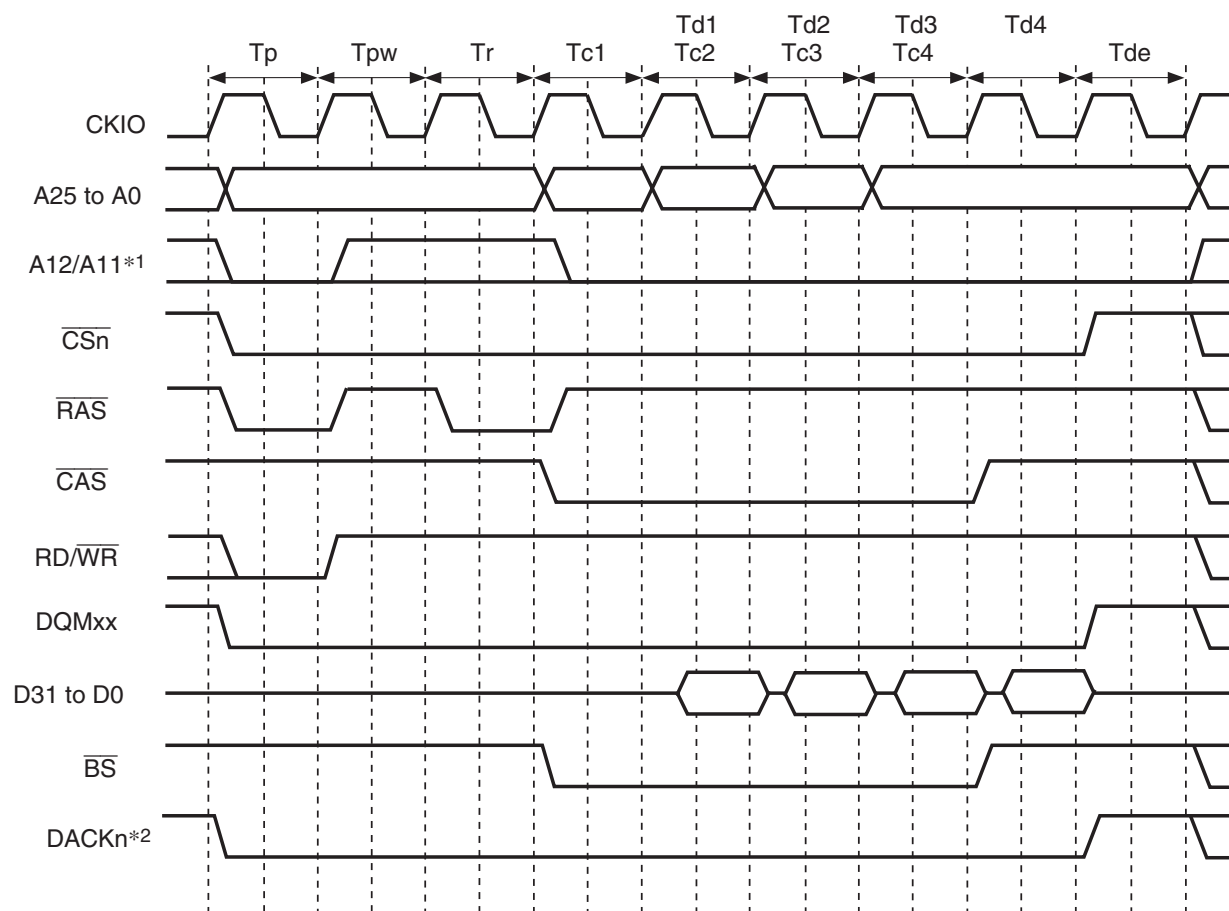 Td1 Td2 Td3 Td4
Tp Tpw Tr Tc1 Tc2 Tc3 Tc4 Tde
CKIO
A25 to A0
A12/A11*1
CSn
RAS
CAS
RD/WR
DQMxx
D31 to D0
BS
DACKn*2